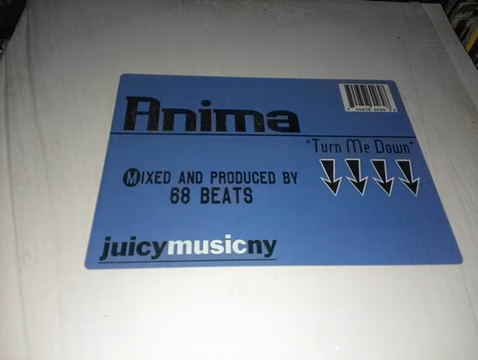 Anima
"Turn Me Down"
MIXED AND PRODUCED BY
68 BEATS
juicymusicny